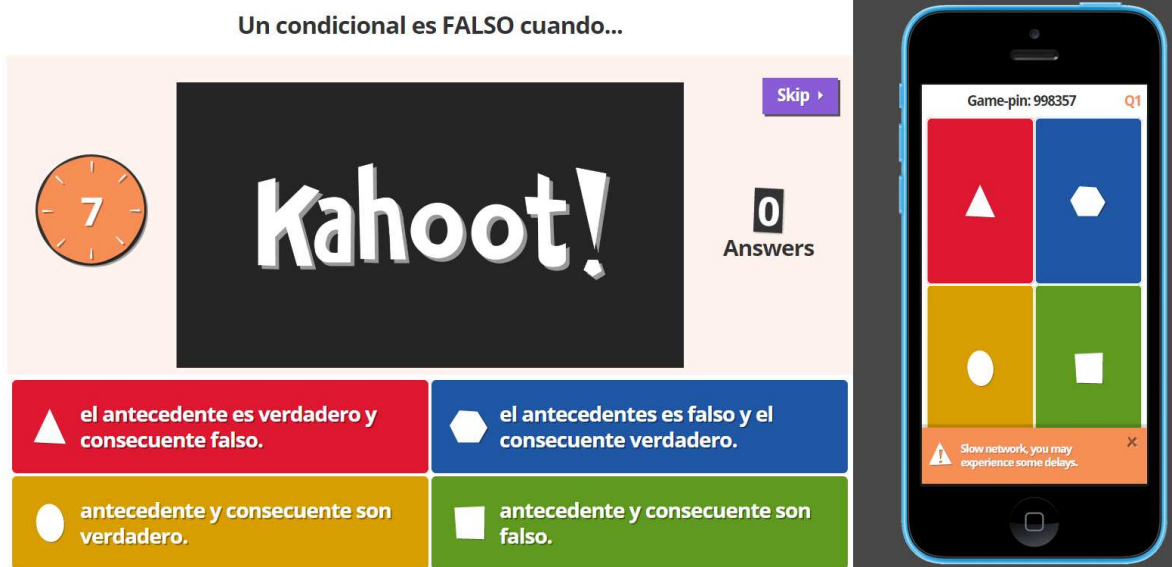 Un condicional es FALSO cuando...
Skip
7
Kahoot!
0
Answers
el antecedente es verdadero y
consecuente falso.
el antecedentes es falso y el
consecuente verdadero.
antecedente y consecuente son
verdadero.
antecedente y consecuente son
falso.
Game-pin: 998357
Q1
Slow network, you may
experience some delays.